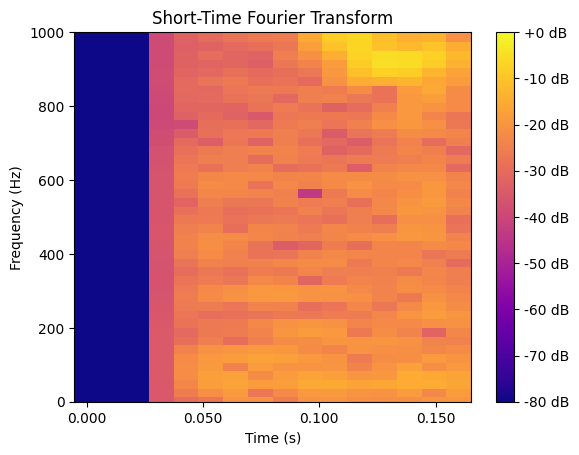 Short-Time Fourier Transform
1000
800
600
400
200
0
Frequency (Hz)
0.000
0.050
0.100
0.150
Time (s)
+0 dB
-10 dB
-20 dB
-30 dB
-40 dB
-50 dB
-60 dB
-70 dB
-80 dB